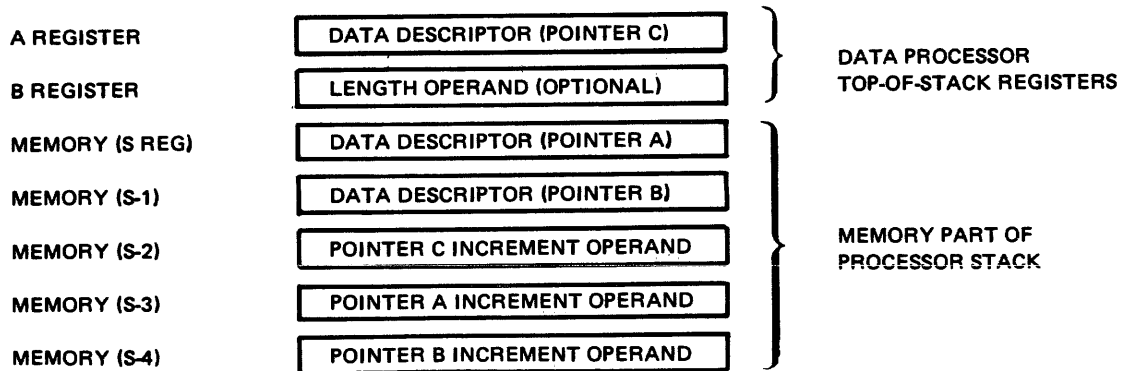 A REGISTER DATA DESCRIPTOR (POINTER C)
B REGISTER LENGTH OPERAND (OPTIONAL)
DATA PROCESSOR
TOP-OF-STACK REGISTERS
MEMORY (S REG) DATA DESCRIPTOR (POINTER A)
MEMORY (S-1) DATA DESCRIPTOR (POINTER B)
MEMORY (S-2) POINTER C INCREMENT OPERAND
MEMORY (S-3) POINTER A INCREMENT OPERAND
MEMORY (S-4) POINTER B INCREMENT OPERAND
MEMORY PART OF
PROCESSOR STACK